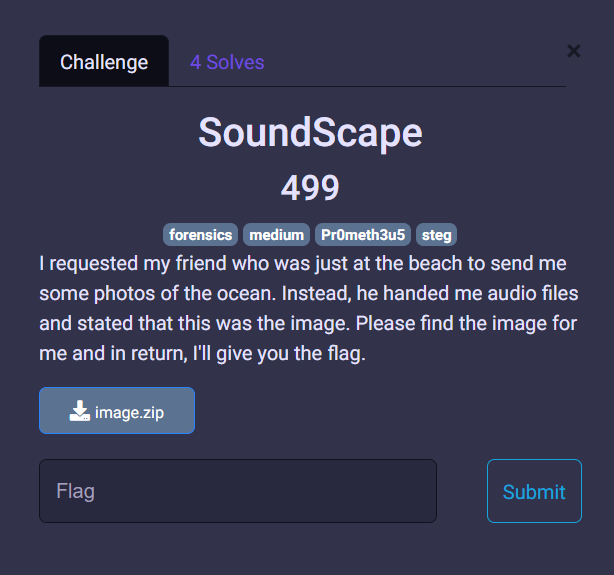 Challenge
4 Solves
×
SoundScape
499
forensics medium Pr0meth3u5 steg
I requested my friend who was just at the beach to send me
some photos of the ocean. Instead, he handed me audio files
and stated that this was the image. Please find the image for
me and in return, I'll give you the flag.
image.zip
Flag
Submit